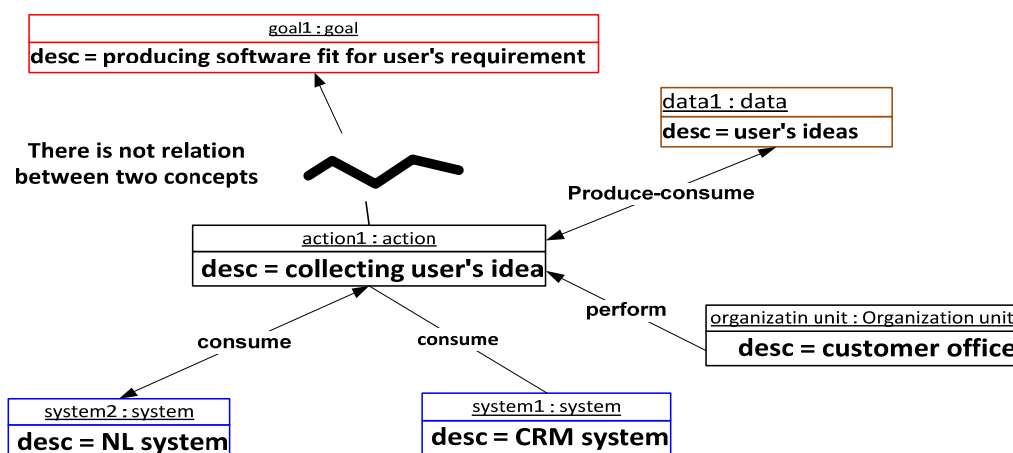 goal1 : goal
desc = producing software fit for user's requirement
data1 : data
desc = user's ideas
There is not relation
between two concepts
Produce-consume
action1 : action
desc = collecting user's idea
perform
organizatin unit : Organization unit
desc = customer office
consume
consume
system2 : system
desc = NL system
system1 : system
desc = CRM system